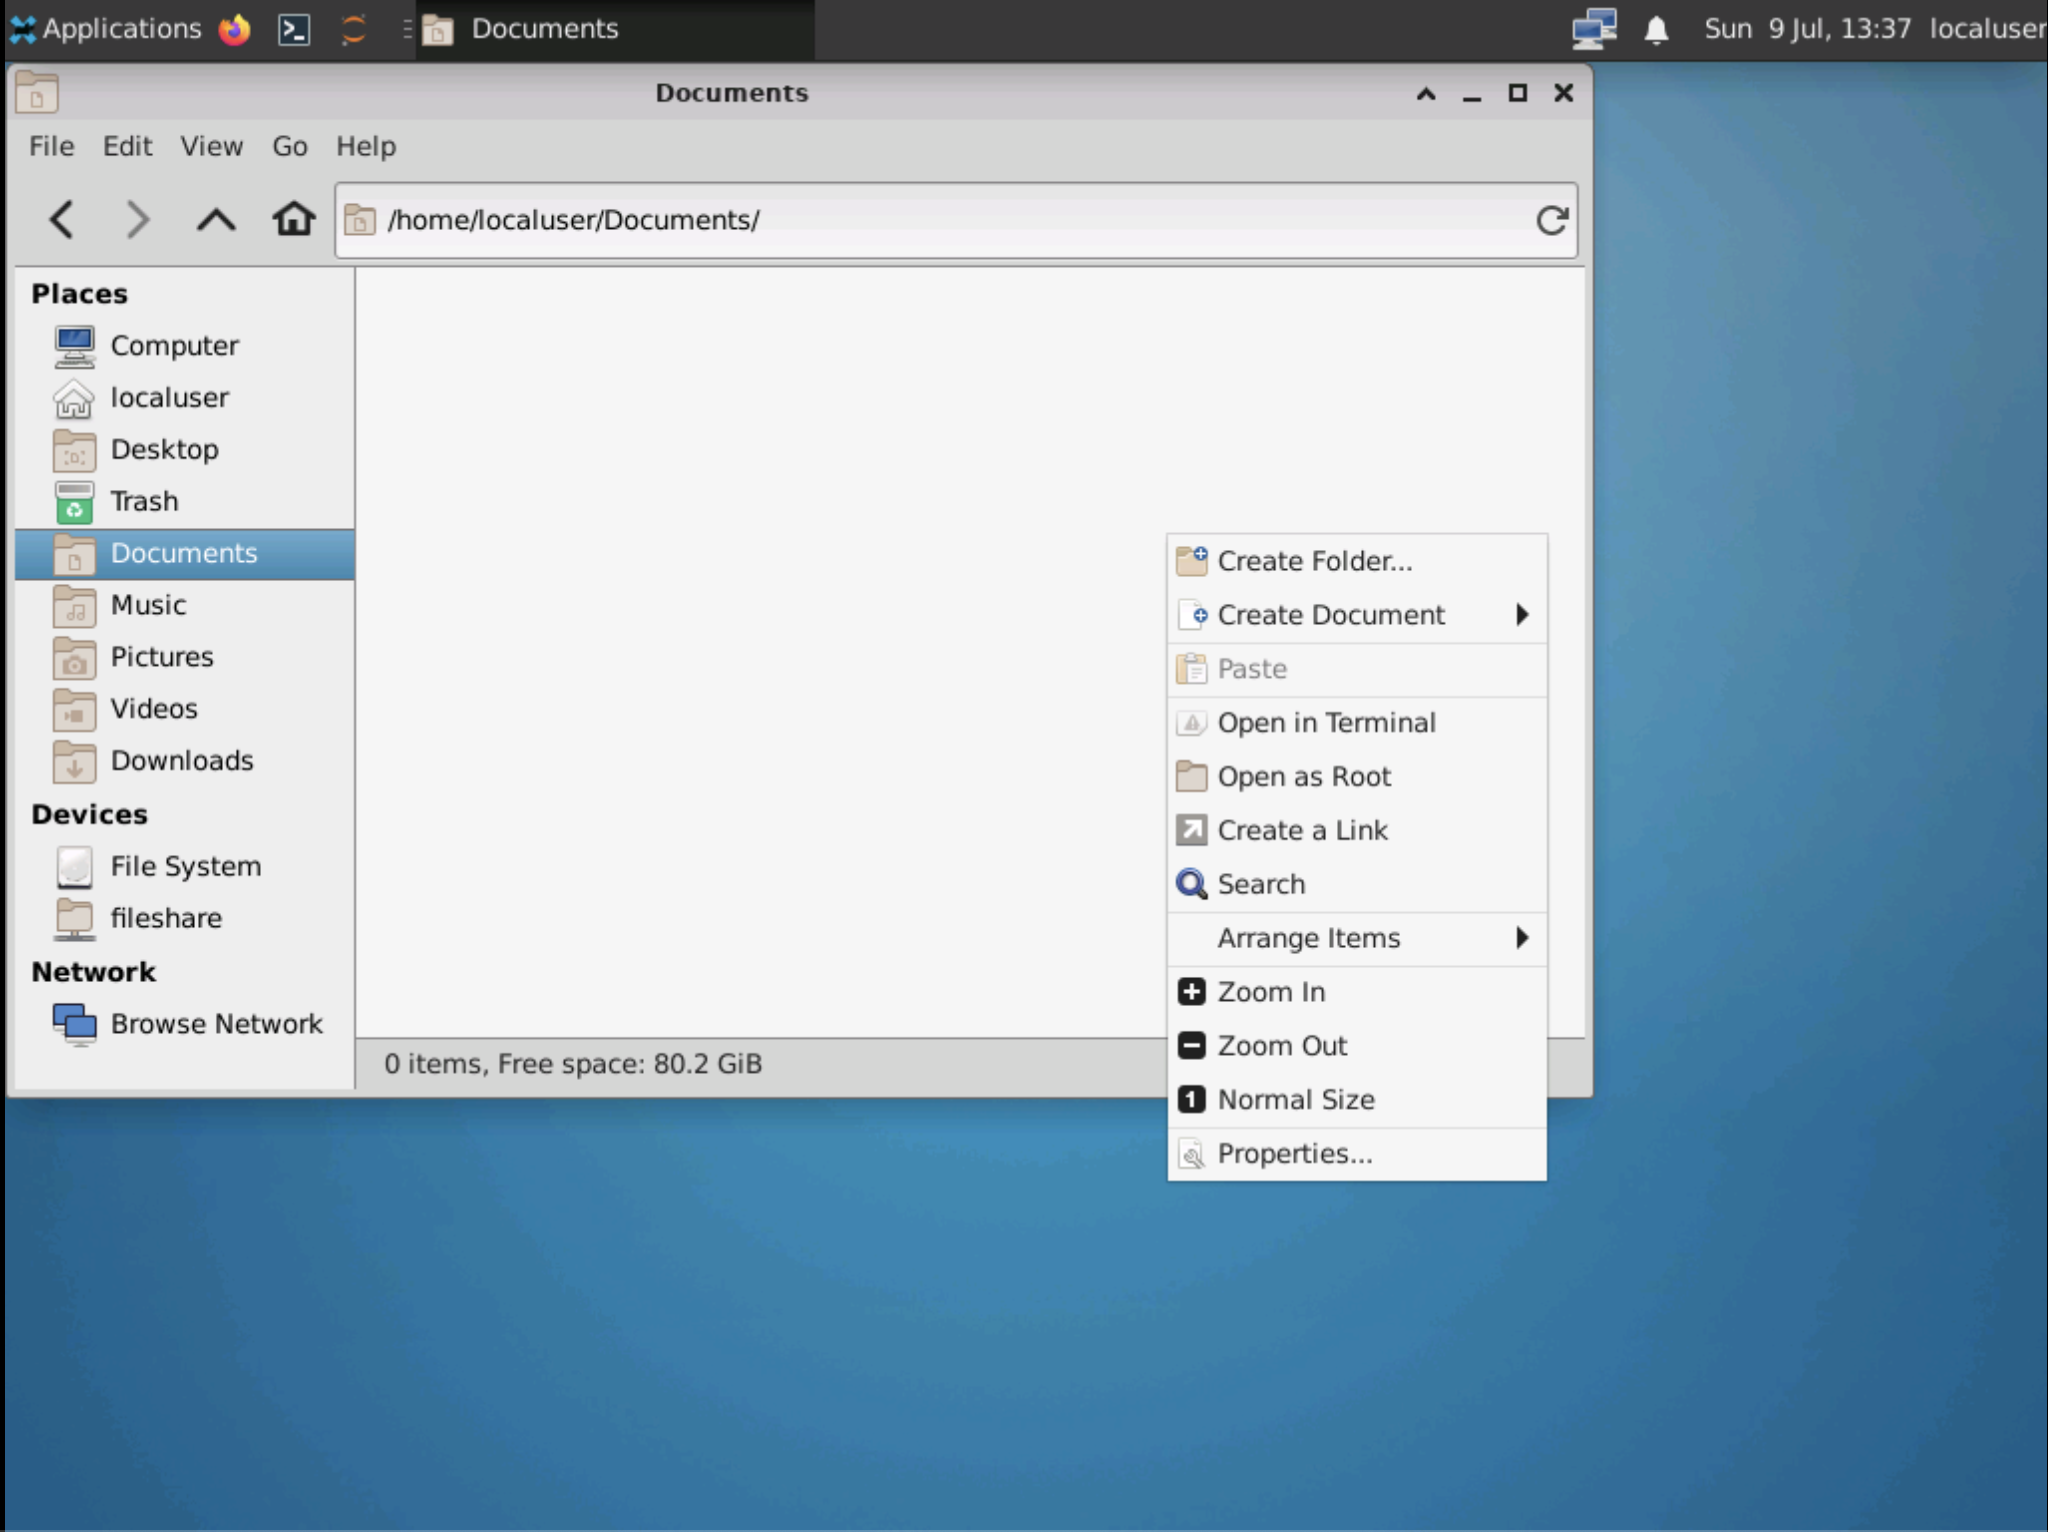 Applications Documents Sun 9 Jul, 13:37 localuser
Documents
File Edit View Go Help
/home/localuser/Documents/
Places
Computer
localuser
Desktop
Trash
Documents
Music
Pictures
Videos
Downloads
Devices
File System
fileshare
Network
Browse Network
Create Folder...
Create Document
Paste
Open in Terminal
Open as Root
Create a Link
Search
Arrange Items
Zoom In
Zoom Out
Normal Size
Properties...
0 items, Free space: 80.2 GiB